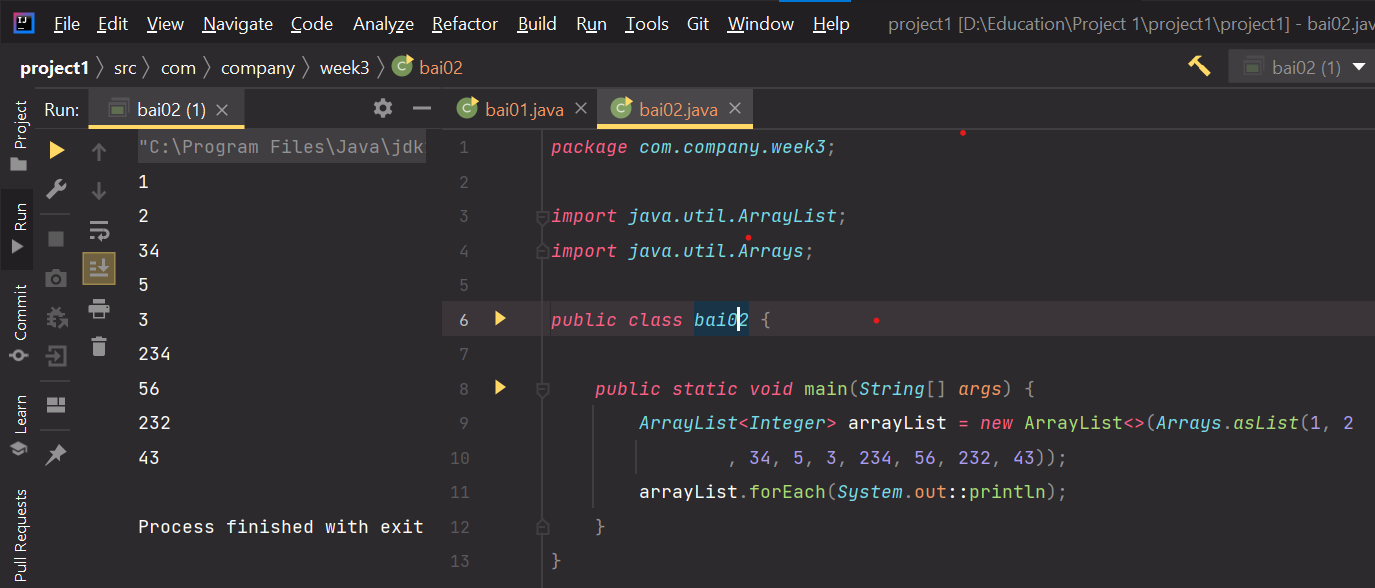 File Edit View Navigate Code Analyze Refactor Build Run Tools Git Window Help project1 [D:\Education\Project 1\project1\project1] - bai02.jav
project1 src com company week3 bai02 bai02 (1)
Run: bai02 (1) bai01.java bai02.java
Project
Run
Commit
Learn
Pull Requests
"C:\Program Files\Java\jdk
1
2
34
5
3
234
56
232
43
Process finished with exit
1 package com.company.week3;
2
3 import java.util.ArrayList;
4 import java.util.Arrays;
5
6 public class bai02 {
7
8 public static void main(String[] args) {
9 ArrayList<Integer> arrayList = new ArrayList<>(Arrays.asList(1, 2
10 , 34, 5, 3, 234, 56, 232, 43));
11 arrayList.forEach(System.out::println);
12 }
13 }